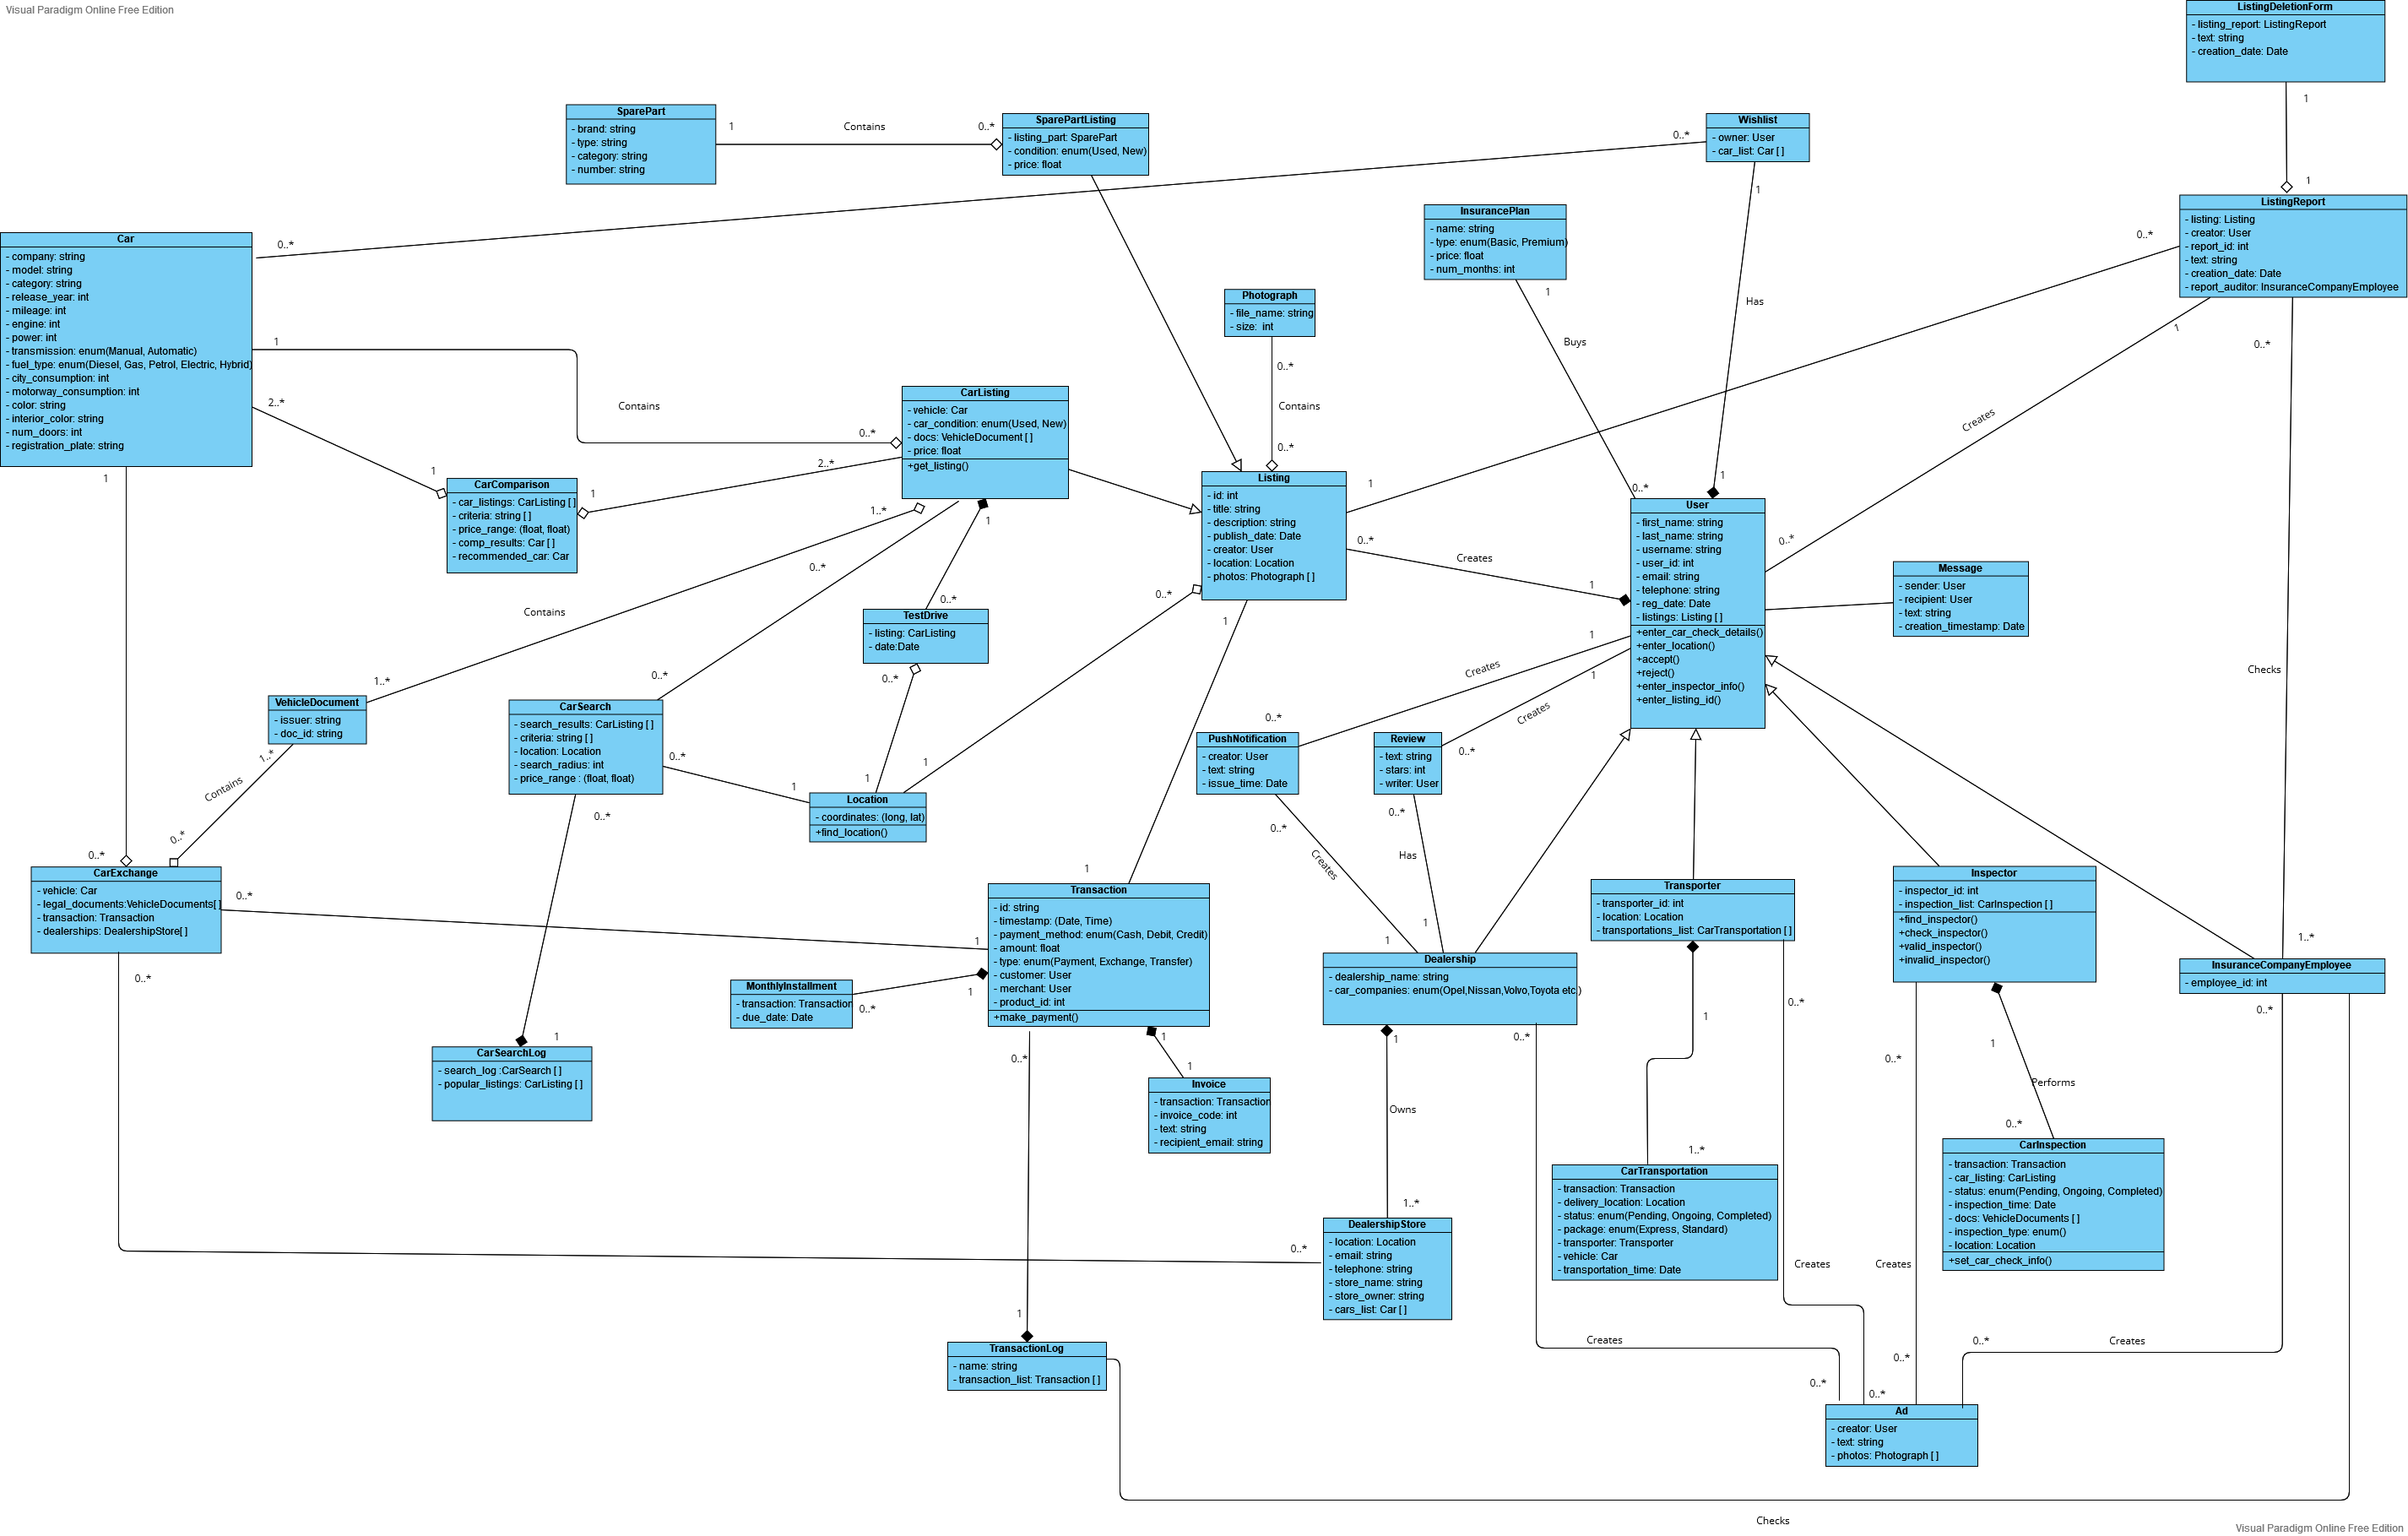 Visual Paradigm Online Free Edition
ListingDeletionForm
- listing_report: ListingReport
- text: string
- creation_date: Date
1
1
SparePart
- brand: string
- type: string
- category: string
- number: string
1
Contains
0..*
SparePartListing
- listing_part: SparePart
- condition: enum(Used, New)
- price: float
0..*
Wishlist
- owner: User
- car_list: Car [ ]
1
Has
1
InsurancePlan
- name: string
- type: enum(Basic, Premium)
- price: float
- num_months: int
1
Buys
0..*
ListingReport
- listing: Listing
- creator: User
- report_id: int
- text: string
- creation_date: Date
- report_auditor: InsuranceCompanyEmployee
0..*
1
0..*
Creates
0..*
1
Checks
1..*
Car
- company: string
- model: string
- category: string
- release_year: int
- mileage: int
- engine: int
- power: int
- transmission: enum(Manual, Automatic)
- fuel_type: enum(Diesel, Gas, Petrol, Electric, Hybrid)
- city_consumption: int
- motorway_consumption: int
- color: string
- interior_color: string
- num_doors: int
- registration_plate: string
0..*
1
Contains
0..*
2..*
1
1
Photograph
- file_name: string
- size:  int
0..*
Contains
0..*
CarListing
- vehicle: Car
- car_condition: enum(Used, New)
- docs: VehicleDocument [ ]
- price: float
+get_listing()
2..*
1
1..*
1
0..*
Contains
0..*
CarComparison
- car_listings: CarListing [ ]
- criteria: string [ ]
- price_range: (float, float)
- comp_results: Car [ ]
- recommended_car: Car
Listing
- id: int
- title: string
- description: string
- publish_date: Date
- creator: User
- location: Location
- photos: Photograph [ ]
0..*
Creates
1
0..*
1
User
- first_name: string
- last_name: string
- username: string
- user_id: int
- email: string
- telephone: string
- reg_date: Date
- listings: Listing [ ]
+enter_car_check_details()
+enter_location()
+accept()
+reject()
+enter_inspector_info()
+enter_listing_id()
1
Creates
0..*
1
Creates
0..*
Message
- sender: User
- recipient: User
- text: string
- creation_timestamp: Date
TestDrive
- listing: CarListing
- date:Date
0..*
1
1
VehicleDocument
- issuer: string
- doc_id: string
1..*
1..*
Contains
0..*
CarSearch
- search_results: CarListing [ ]
- criteria: string [ ]
- location: Location
- search_radius: int
- price_range : (float, float)
0..*
0..*
1
0..*
1
Location
- coordinates: (long, lat)
+find_location()
PushNotification
- creator: User
- text: string
- issue_time: Date
0..*
Creates
1
Review
- text: string
- stars: int
- writer: User
0..*
Has
1
CarExchange
- vehicle: Car
- legal_documents:VehicleDocuments[ ]
- transaction: Transaction
- dealerships: DealershipStore[ ]
0..*
0..*
1
0..*
0..*
Transaction
- id: string
- timestamp: (Date, Time)
- payment_method: enum(Cash, Debit, Credit)
- amount: float
- type: enum(Payment, Exchange, Transfer)
- customer: User
- merchant: User
- product_id: int
+make_payment()
1
1
0..*
1
1
0..*
1
MonthlyInstallment
- transaction: Transaction
- due_date: Date
Dealership
- dealership_name: string
- car_companies: enum(Opel,Nissan,Volvo,Toyota etc.)
1
Owns
1..*
0..*
Creates
0..*
Transporter
- transporter_id: int
- location: Location
- transportations_list: CarTransportation [ ]
1
1..*
0..*
Creates
0..*
Inspector
- inspector_id: int
- inspection_list: CarInspection [ ]
+find_inspector()
+check_inspector()
+valid_inspector()
+invalid_inspector()
1
Performs
0..*
0..*
Creates
0..*
InsuranceCompanyEmployee
- employee_id: int
0..*
Creates
0..*
CarSearchLog
- search_log :CarSearch [ ]
- popular_listings: CarListing [ ]
Invoice
- transaction: Transaction
- invoice_code: int
- text: string
- recipient_email: string
CarInspection
- transaction: Transaction
- car_listing: CarListing
- status: enum(Pending, Ongoing, Completed)
- inspection_time: Date
- docs: VehicleDocuments [ ]
- inspection_type: enum()
- location: Location
+set_car_check_info()
CarTransportation
- transaction: Transaction
- delivery_location: Location
- status: enum(Pending, Ongoing, Completed)
- package: enum(Express, Standard)
- transporter: Transporter
- vehicle: Car
- transportation_time: Date
DealershipStore
- location: Location
- email: string
- telephone: string
- store_name: string
- store_owner: string
- cars_list: Car [ ]
TransactionLog
- name: string
- transaction_list: Transaction [ ]
Ad
- creator: User
- text: string
- photos: Photograph [ ]
Checks
Visual Paradigm Online Free Edition